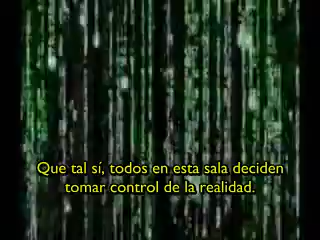 Que tal sí, todos en esta sala deciden
tomar control de la realidad.